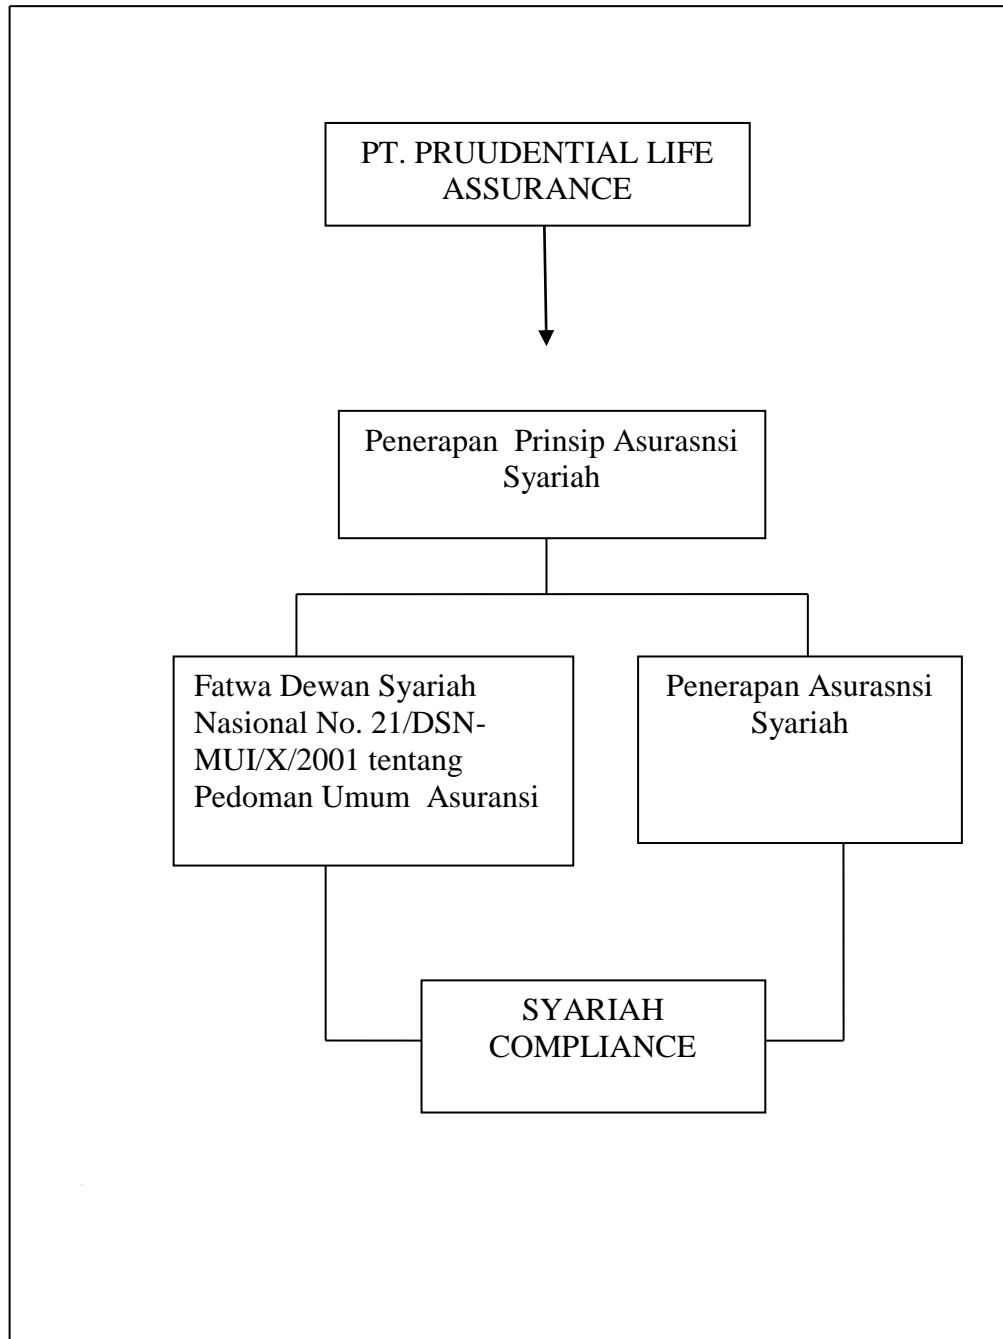 PT. PRUUDENTIAL LIFE
ASSURANCE
Penerapan  Prinsip Asurasnsi
Syariah
Fatwa Dewan Syariah
Nasional No. 21/DSN-
MUI/X/2001 tentang
Pedoman Umum  Asuransi
Penerapan Asurasnsi
Syariah
SYARIAH
COMPLIANCE